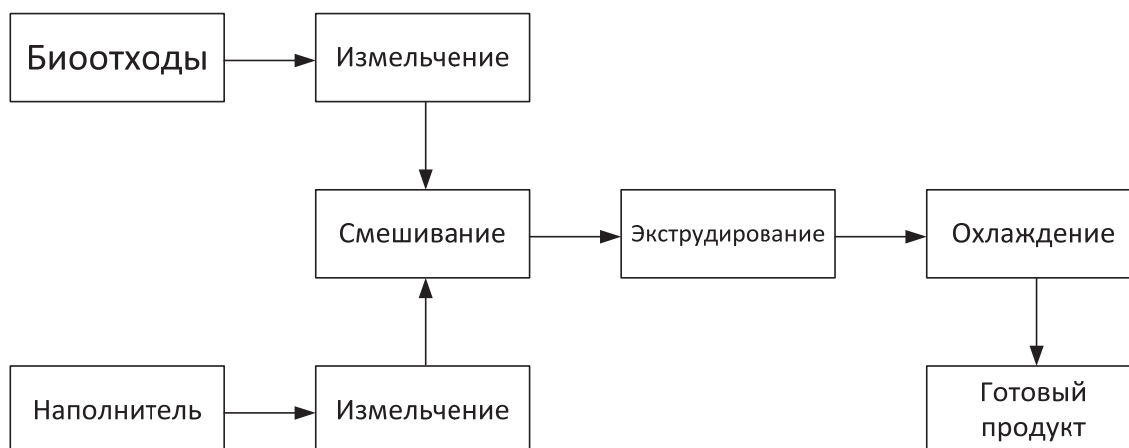 Биоотходы
Измельчение
Смешивание
Экструдирование
Охлаждение
Наполнитель
Измельчение
Готовый
продукт